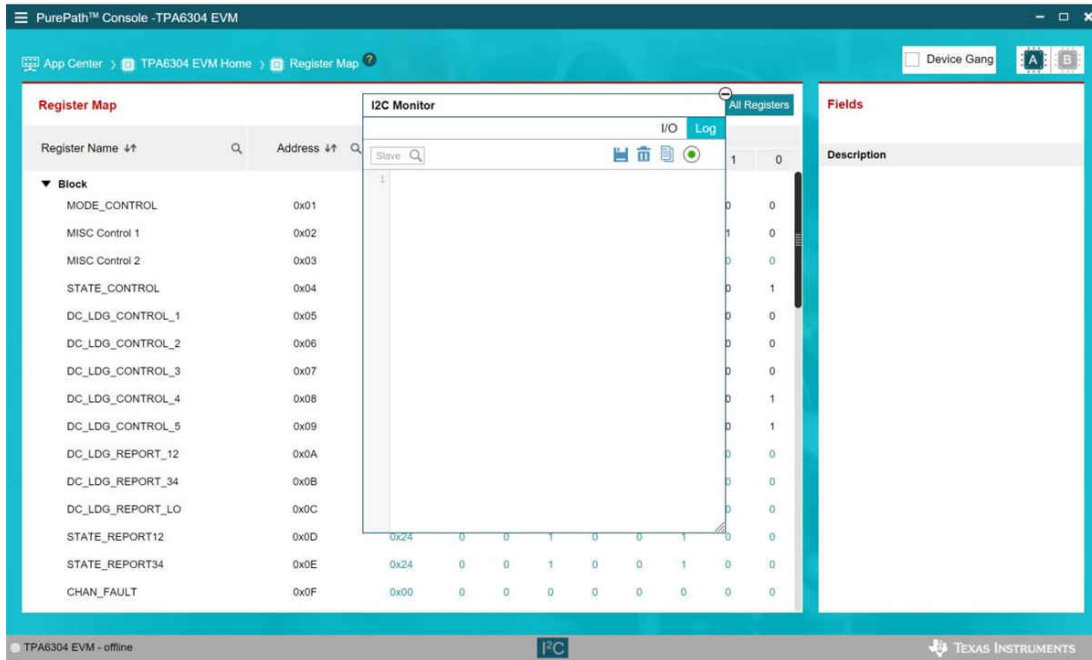 PurePath™ Console -TPA6304 EVM
App Center TPA6304 EVM Home Register Map ?
Device Gang A B
Register Map
I2C Monitor
All Registers
Fields
I/O Log
Register Name Address
Slave
1 0
Description
1
Block
MODE_CONTROL 0x01 0 0
MISC Control 1 0x02 1 0
MISC Control 2 0x03 0 0
STATE_CONTROL 0x04 0 1
DC_LDG_CONTROL_1 0x05 0 0
DC_LDG_CONTROL_2 0x06 0 0
DC_LDG_CONTROL_3 0x07 0 0
DC_LDG_CONTROL_4 0x08 0 1
DC_LDG_CONTROL_5 0x09 0 1
DC_LDG_REPORT_12 0x0A 0 0
DC_LDG_REPORT_34 0x0B 0 0
DC_LDG_REPORT_LO 0x0C 0 0
STATE_REPORT12 0x0D 0x24 0 0 1 0 0 1 0 0
STATE_REPORT34 0x0E 0x24 0 0 1 0 0 1 0 0
CHAN_FAULT 0x0F 0x00 0 0 0 0 0 0 0 0
TPA6304 EVM - offline
I²C
TEXAS INSTRUMENTS